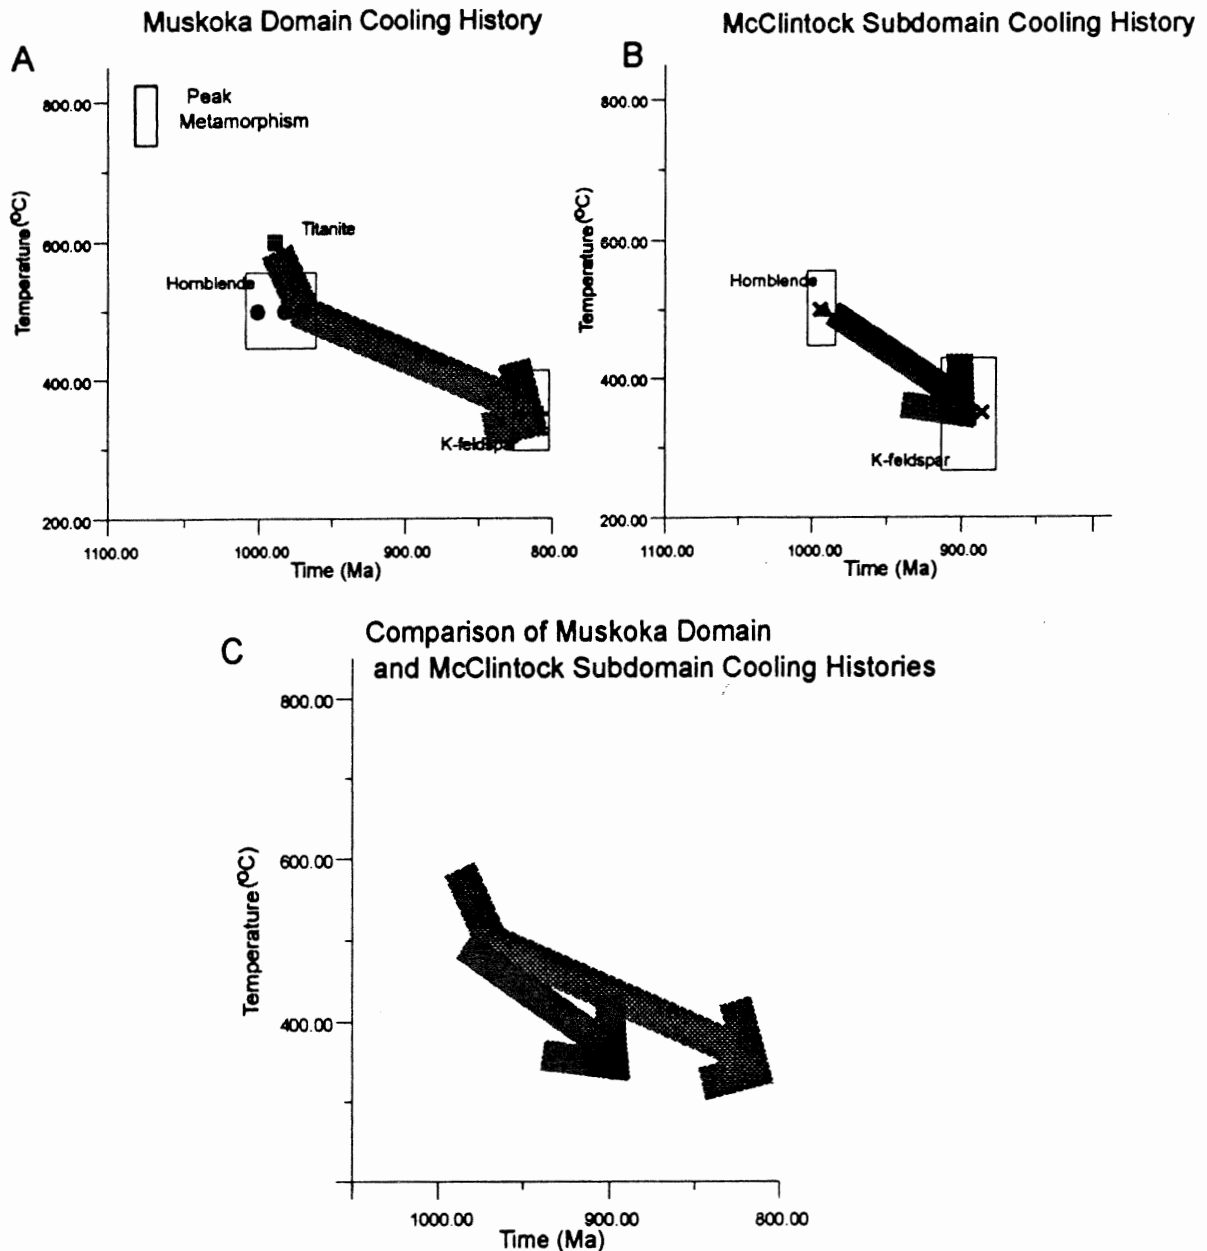 Muskoka Domain Cooling History
A
800.00
Peak
Metamorphism
600.00
Titanite
Hornblende
400.00
K-feldspar
200.00
1100.00
1000.00
900.00
800.00
Temperature (ºC)
Time (Ma)
McClintock Subdomain Cooling History
B
800.00
600.00
Hornblende
400.00
K-feldspar
200.00
1100.00
1000.00
900.00
Temperature (ºC)
Time (Ma)
C
Comparison of Muskoka Domain
and McClintock Subdomain Cooling Histories
800.00
600.00
400.00
1000.00
900.00
800.00
Temperature (ºC)
Time (Ma)